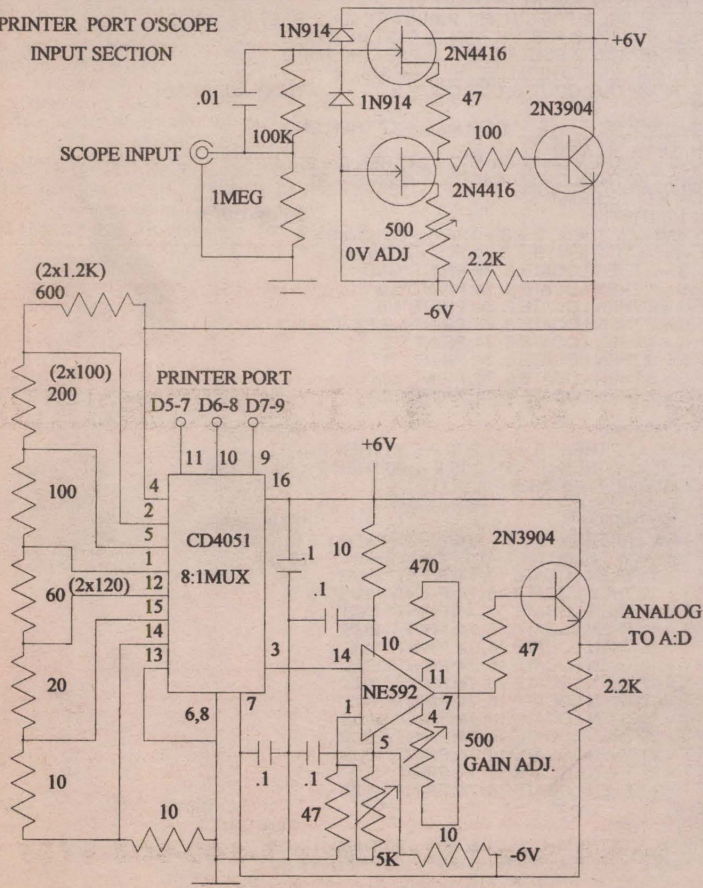 PRINTER PORT O'SCOPE
INPUT SECTION
1N914
2N4416
+6V
.01
1N914
47
2N3904
100K
100
SCOPE INPUT
2N4416
1MEG
500
0V ADJ
2.2K
-6V
(2x1.2K)
600
(2x100)
200
PRINTER PORT
D5-7 D6-8 D7-9
11 10 9
+6V
4
16
2
100
5
CD4051
.1
10
2N3904
1
8:1MUX
470
12
.1
60 (2x120)
15
14
10
ANALOG
TO A:D
13
3
14
11
47
20
NE592
7
2.2K
1
4
6,8
7
5
500
GAIN ADJ.
.1
.1
10
10
47
5K
10
-6V